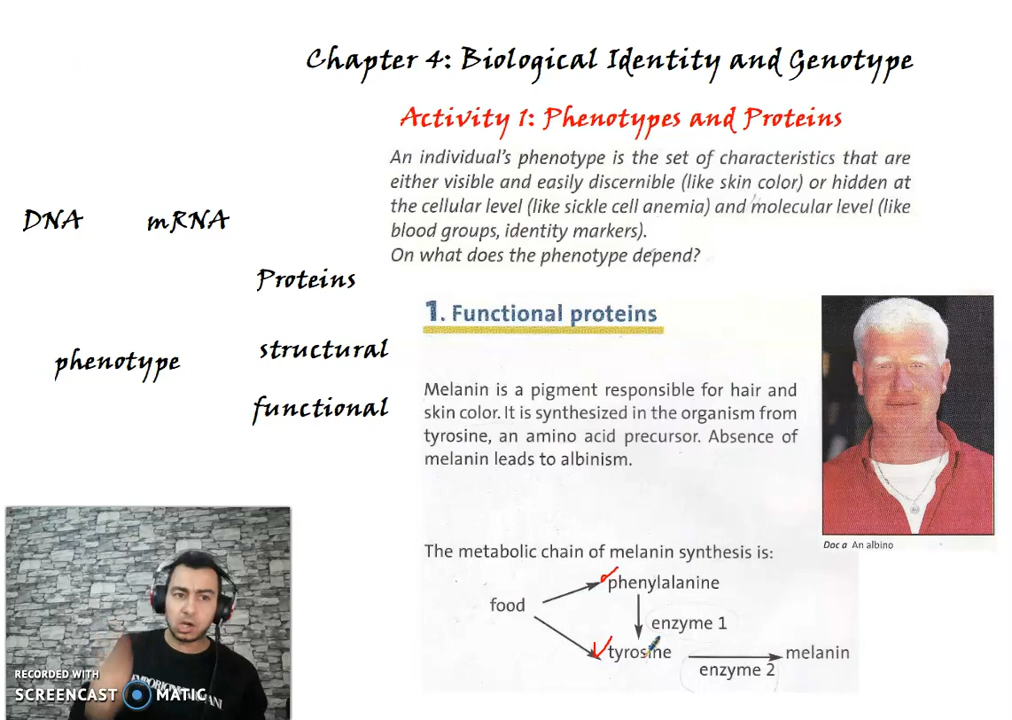 Chapter 4: Biological Identity and Genotype
Activity 1: Phenotypes and Proteins
An individual's phenotype is the set of characteristics that are
either visible and easily discernible (like skin color) or hidden at
the cellular level (like sickle cell anemia) and molecular level (like
blood groups, identity markers).
On what does the phenotype depend?
DNA mRNA
Proteins
phenotype
structural
functional
1. Functional proteins
Melanin is a pigment responsible for hair and
skin color. It is synthesized in the organism from
tyrosine, an amino acid precursor. Absence of
melanin leads to albinism.
Doc a An albino
The metabolic chain of melanin synthesis is:
food
phenylalanine
enzyme 1
tyrosine
enzyme 2
melanin
RECORDED WITH
SCREENCAST MATIC